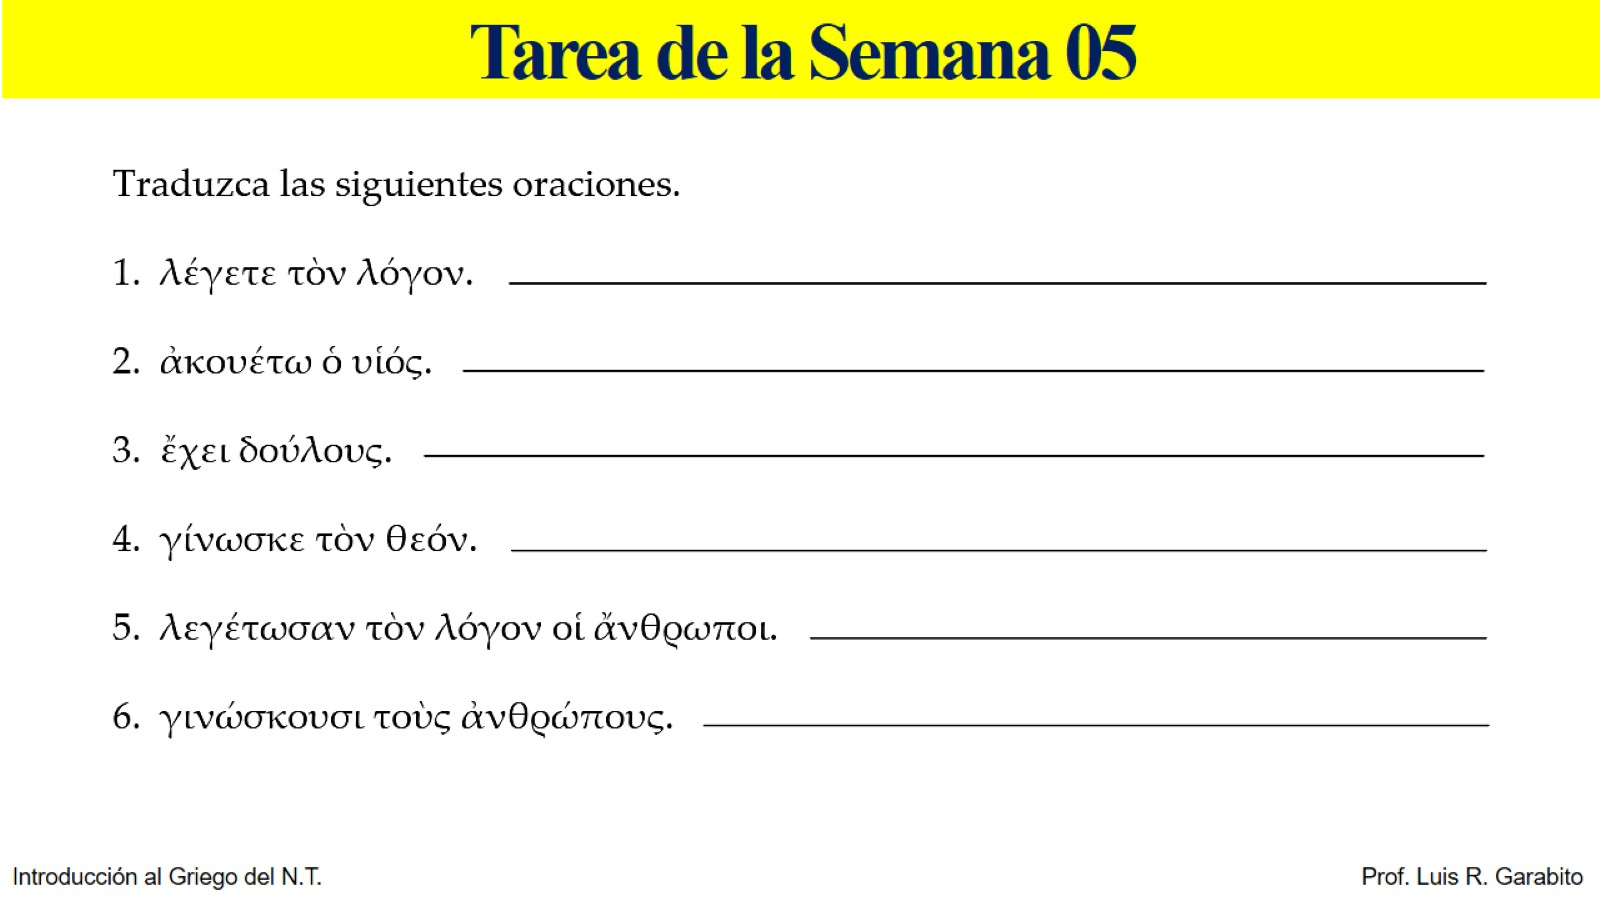 Tarea de la Semana 05
Traduzca las siguientes oraciones.
1. λέγετε τὸν λόγον.
2. ἀκουέτω ὁ υἱός.
3. ἔχει δούλους.
4. γίνωσκε τὸν θεόν.
5. λεγέτωσαν τὸν λόγον οἱ ἄνθρωποι.
6. γινώσκουσι τοὺς ἀνθρώπους.
Introducción al Griego del N.T.
Prof. Luis R. Garabito